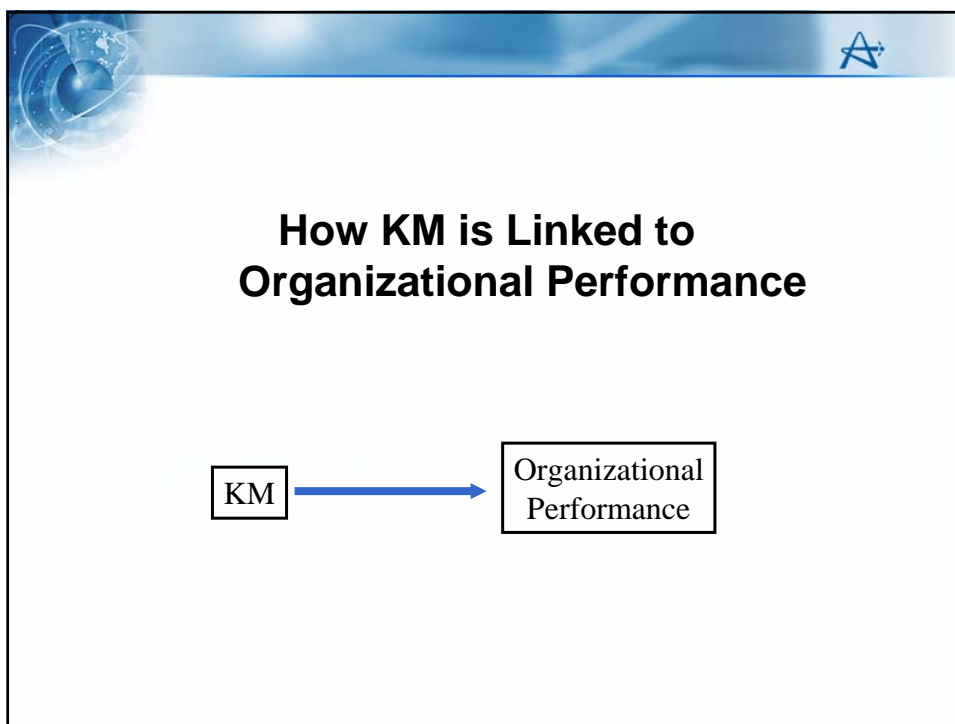 How KM is Linked to
Organizational Performance
KM
Organizational
Performance